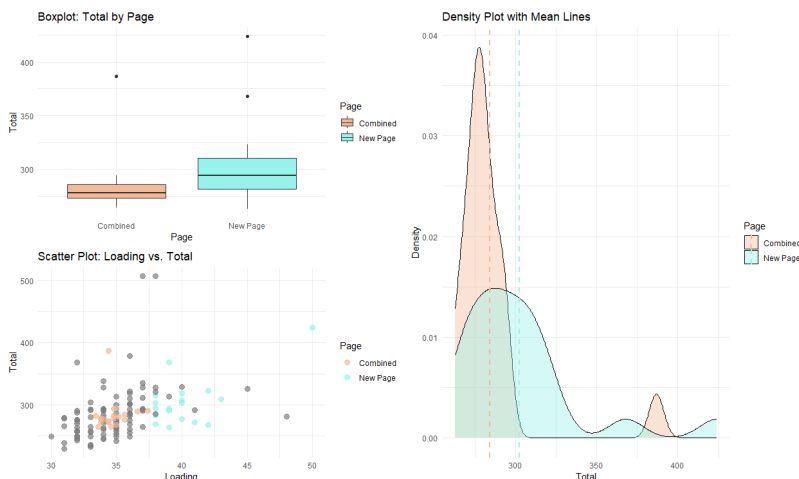 Boxplot: Total by Page
400
350
300
Total
Combined
New Page
Page
Page
Combined
New Page
Scatter Plot: Loading vs. Total
500
400
300
Total
30
35
40
45
50
Loading
Page
Combined
New Page
Density Plot with Mean Lines
0.04
0.03
0.02
0.01
0.00
Density
300
350
400
Total
Page
Combined
New Page